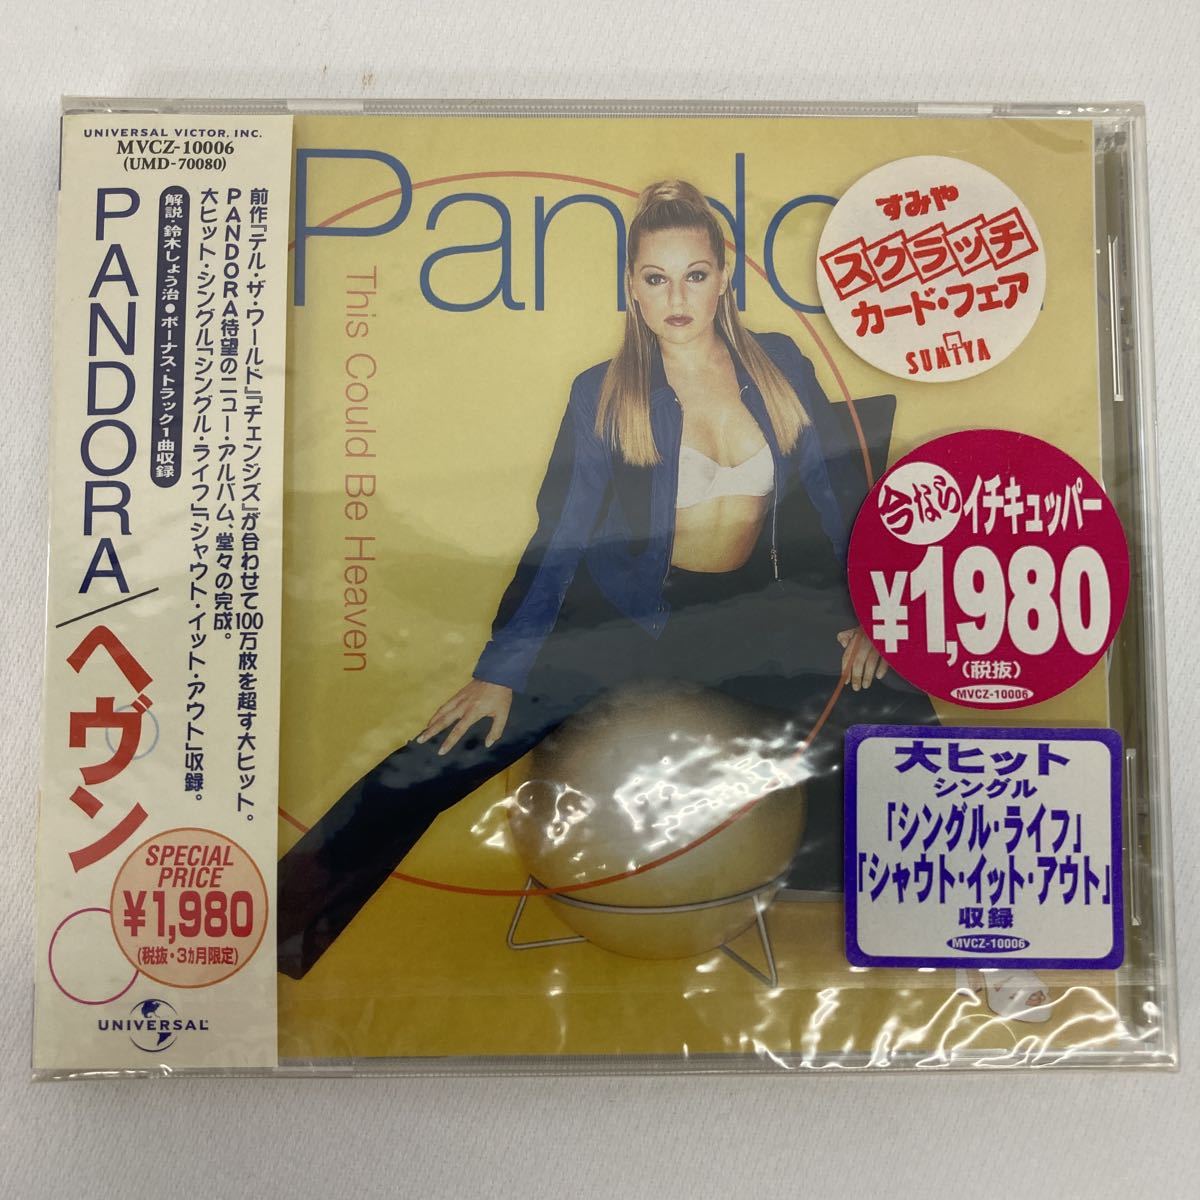 UNIVERSAL VICTOR, INC.
MVCZ-10006
(UMD-70080)
PANDORA/ヘヴン
前作『テル・ザ・ワールド』『チェンジズ』が合わせて100万枚を超す大ヒット。
PANDORA待望のニュー・アルバム、堂々の完成。
大ヒット・シングル「シングル・ライフ」「シャウト・イット・アウト」収録。
解説・鈴木しょう治●ボーナス・トラック1曲収録
SPECIAL
PRICE
¥1,980
(税抜・3ヵ月限定)
UNIVERSAL
Pando
This Could Be Heaven
すみや
スクラッチ
カード・フェア
SUMIYA
今なら
イチキュッパー
¥1,980
(税抜)
MVCZ-10006
大ヒット
シングル
「シングル・ライフ」
「シャウト・イット・アウト」
収録
MVCZ-10006